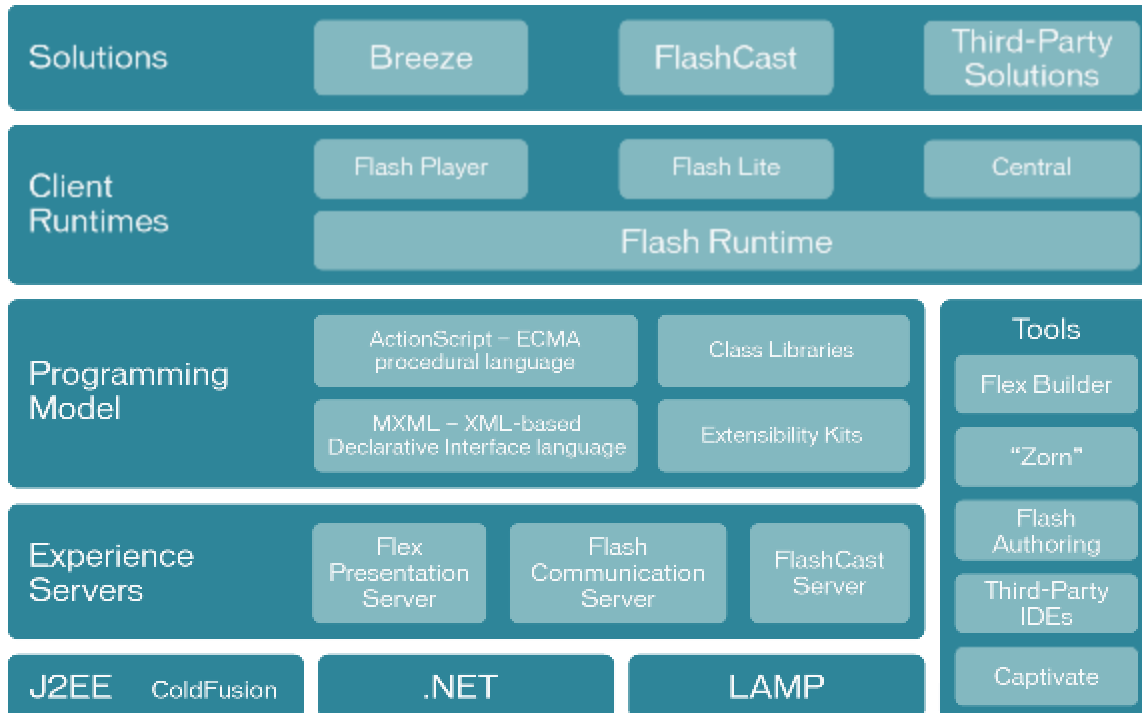 Solutions
Breeze
FlashCast
Third-Party
Solutions
Client
Runtimes
Flash Player
Flash Lite
Central
Flash Runtime
Programming
Model
ActionScript – ECMA
procedural language
Class Libraries
MXML – XML-based
Declarative Interface language
Extensibility Kits
Tools
Flex Builder
“Zorn”
Flash
Authoring
Third-Party
IDEs
Captivate
Experience
Servers
Flex
Presentation
Server
Flash
Communication
Server
FlashCast
Server
J2EE
ColdFusion
.NET
LAMP